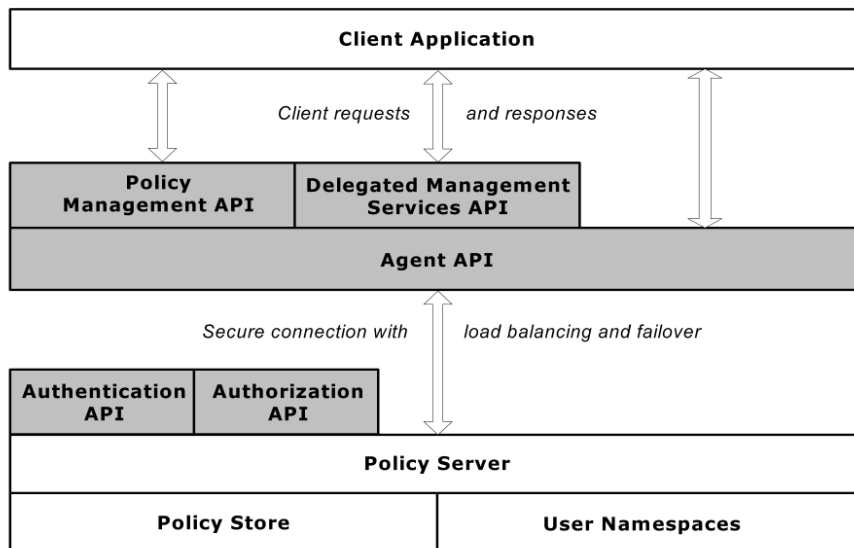 Client Application
Client requests and responses
Policy Delegated Management
Management API Services API
Agent API
Secure connection with load balancing and failover
Authentication Authorization
API API
Policy Server
Policy Store User Namespaces